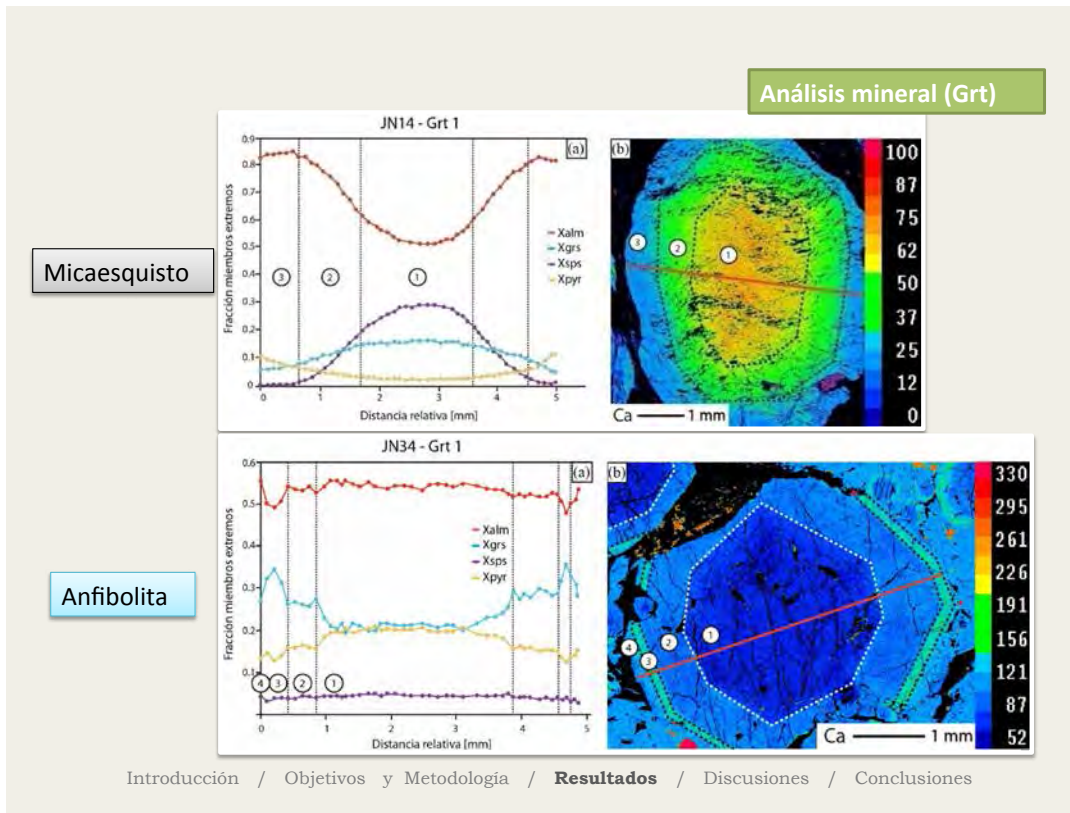 Análisis mineral (Grt)
JN14 - Grt 1
(a)
(b)
Fracción miembros extremos
0.9
0.8
0.7
0.6
0.5
0.4
0.3
0.2
0.1
0
Xalm
Xgrs
Xsps
Xpyr
3
2
1
0
1
2
3
4
5
Distancia relativa [mm]
3
2
1
Ca
1 mm
100
87
75
62
50
37
25
12
0
Micaesquisto
JN34 - Grt 1
(a)
(b)
Fracción miembros extremos
0.6
0.5
0.4
0.3
0.2
0.1
Xalm
Xgrs
Xsps
Xpyr
4
3
2
1
0
1
2
3
4
5
Distancia relativa [mm]
4
3
2
1
Ca
1 mm
330
295
261
226
191
156
121
87
52
Anfibolita
Introducción / Objetivos y Metodología / Resultados / Discusiones / Conclusiones